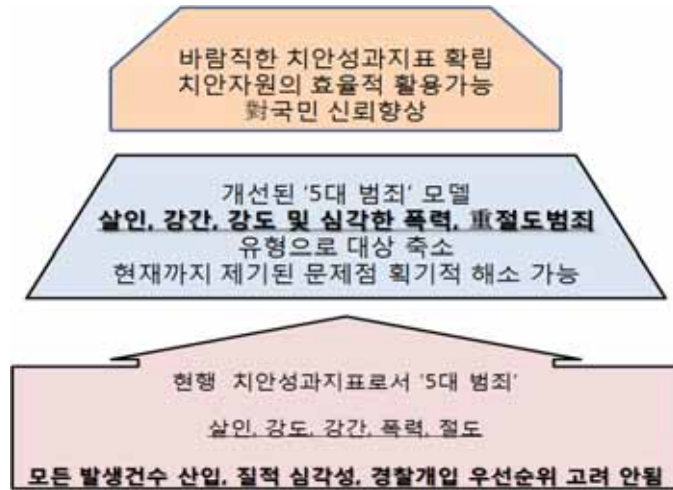 바람직한 치안성과지표 확립
치안자원의 효율적 활용가능
對국민 신뢰향상
개선된 '5대 범죄' 모델
살인, 강간, 강도 및 심각한 폭력, 重절도범죄
유형으로 대상 축소
현재까지 제기된 문제점 획기적 해소 가능
현행 치안성과지표로서 '5대 범죄'
살인, 강도, 강간, 폭력, 절도
모든 발생건수 산입, 질적 심각성, 경찰개입 우선순위 고려 안됨